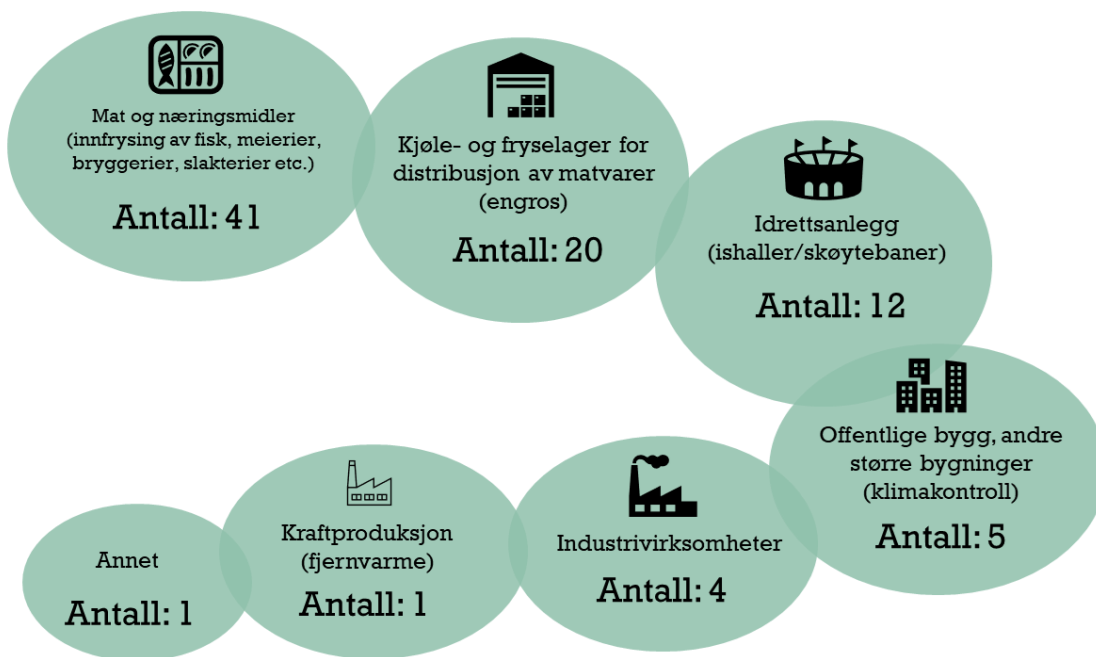 Mat og næringsmidler
(innfrysing av fisk, meierier,
bryggerier, slakterier etc.)
Antall: 41
Kjøle- og fryselager for
distribusjon av matvarer
(engros)
Antall: 20
Idrettsanlegg
(ishaller/skøytebaner)
Antall: 12
Offentlige bygg, andre
større bygninger
(klimakontroll)
Antall: 5
Industrivirksomheter
Antall: 4
Kraftproduksjon
(fjernvarme)
Antall: 1
Annet
Antall: 1